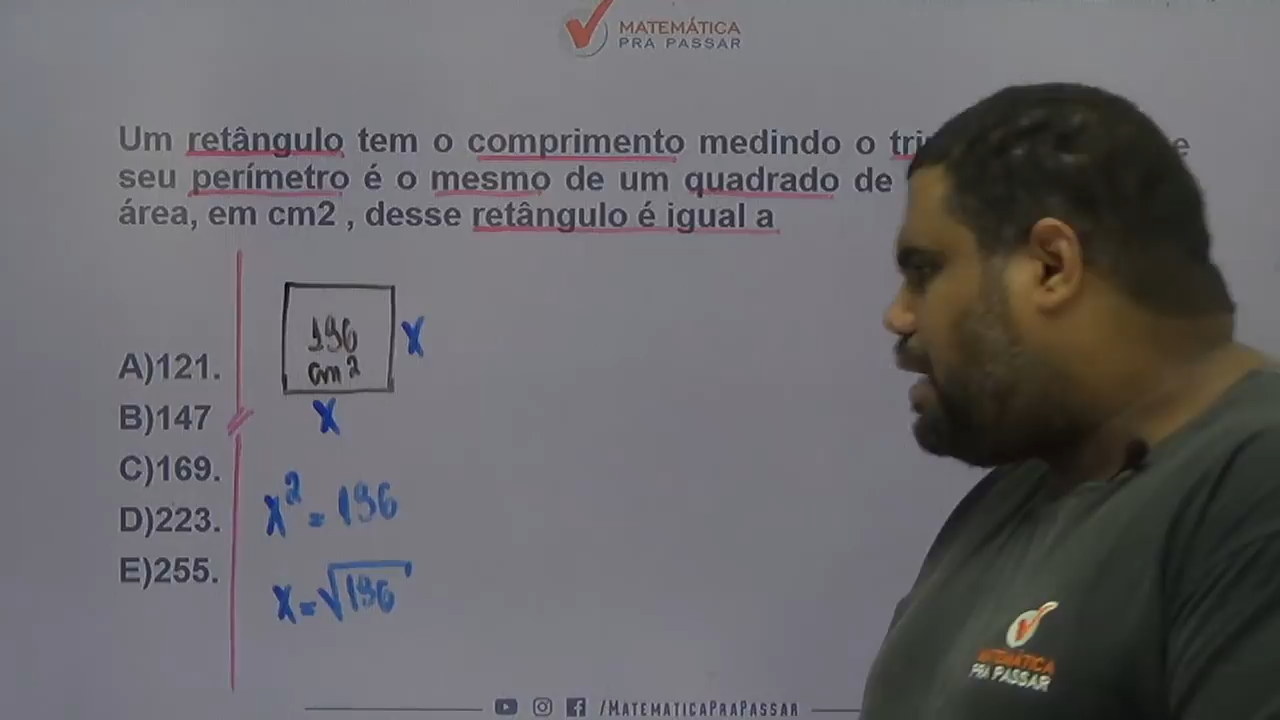 MATEMÁTICA
PRA PASSAR
Um retângulo tem o comprimento medindo o tri e
seu perímetro é o mesmo de um quadrado de
área, em cm2 , desse retângulo é igual a
196
cm²
X
X
A)121.
B)147
C)169.
D)223.
E)255.
X² = 196
X = √196
MATEMÁTICA
PRA PASSAR
/MATEMATICAPRAPASSAR